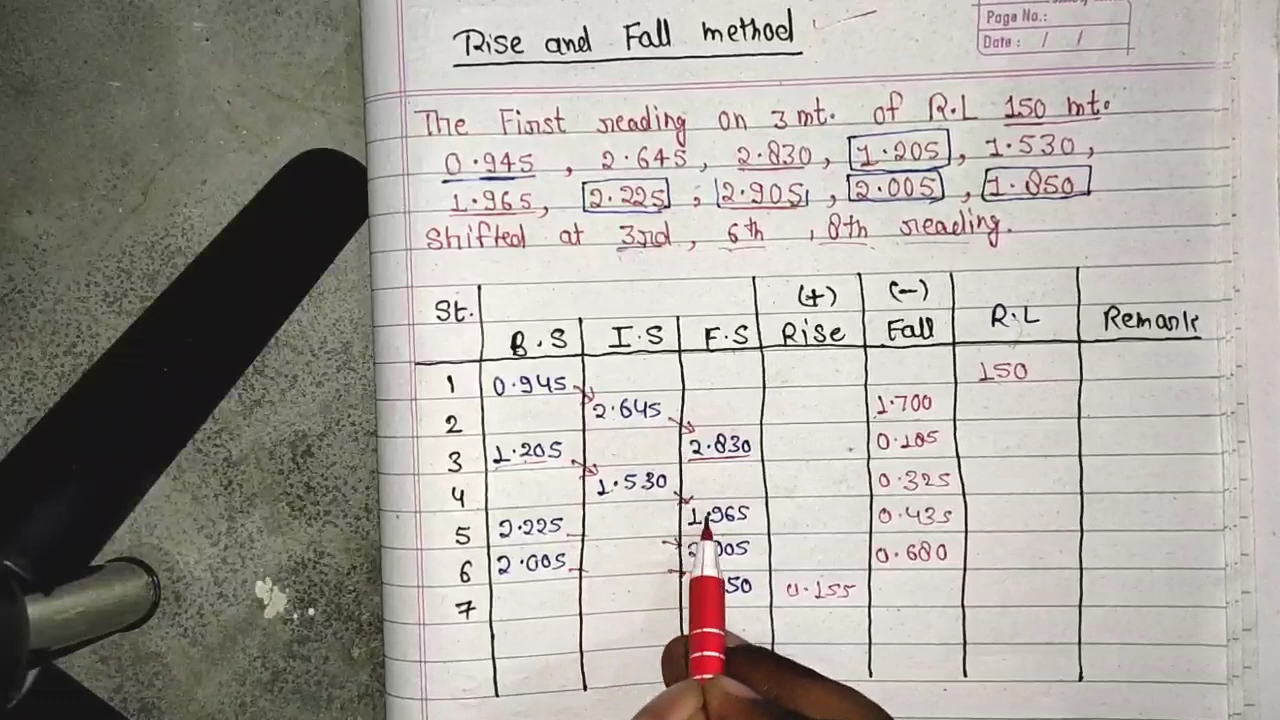 Page No.:
Date : / /
Rise and Fall method
The First reading on 3 mt. of R.L 150 mt.
0.945 , 2.645 , 2.830 , 1.205 , 1.530 ,
1.965 , 2.225 , 2.905 , 2.005 , 1.850
Shifted at 3rd , 6th , 8th reading.
St. B.S I.S F.S (+) Rise (-) Fall R.L Remark
1 0.945 150
2 2.645 1.700
3 1.205 2.830 0.185
4 1.530 0.325
5 2.225 1.965 0.435
6 2.005 0.680
7 0.155